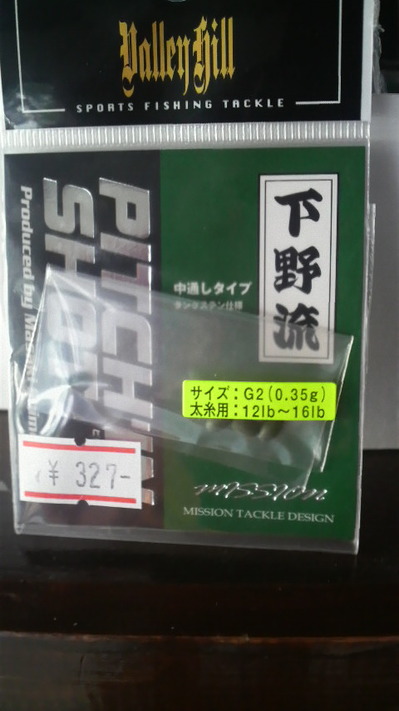 Valley Hill
SPORTS FISHING TACKLE
下野流
中通しタイプ
タングステン仕様
PITCH'IN
Produced by
サイズ:G2(0.35g)
太糸用:12lb~16lb
¥ 327-
mission
MISSION TACKLE DESIGN